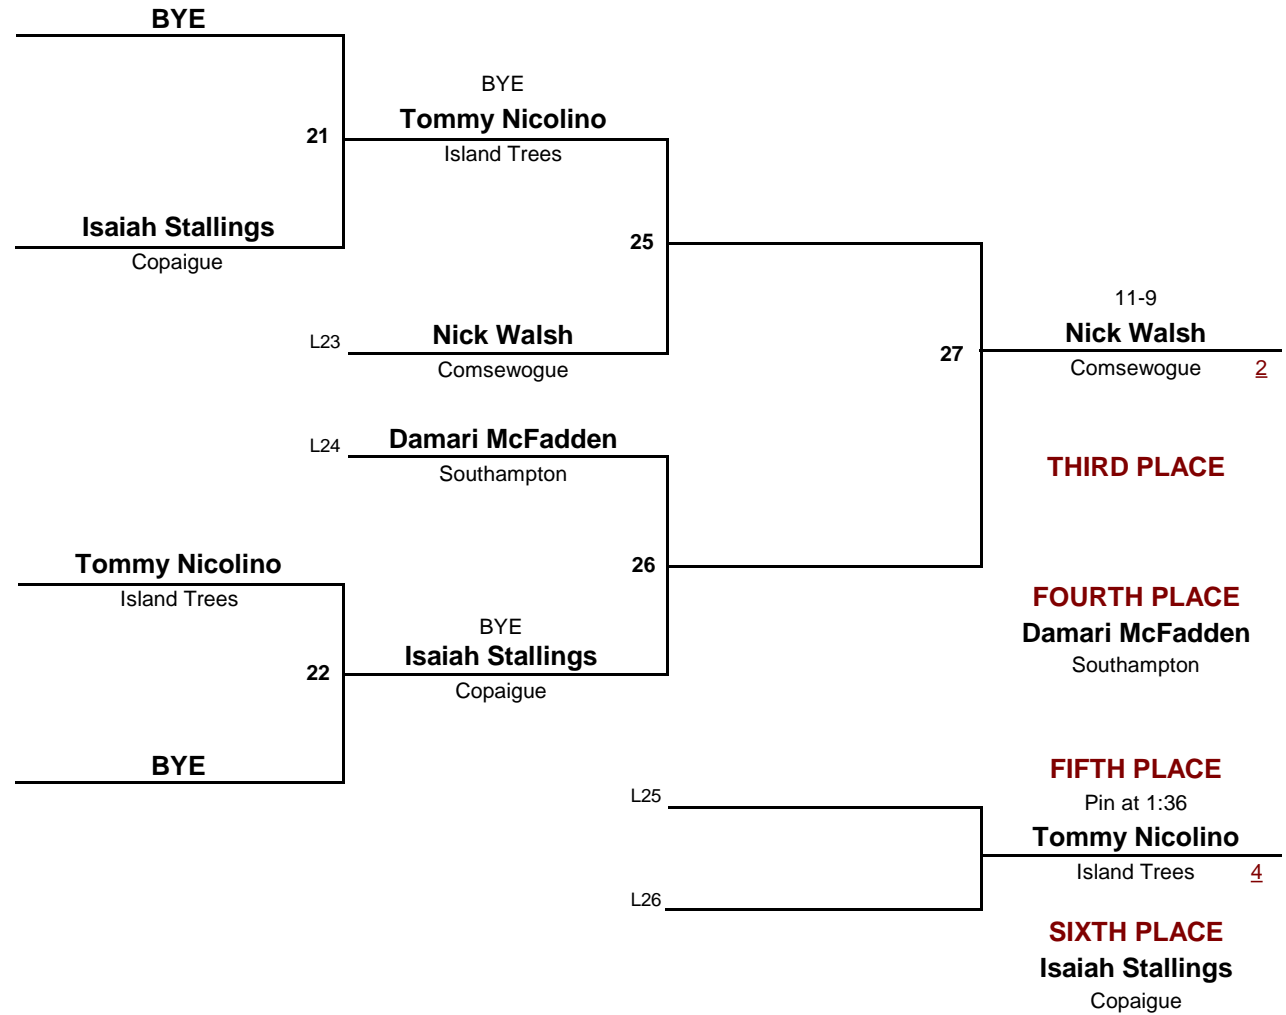 BYE
BYE
Tommy Nicolino
21
Island Trees
Isaiah Stallings
Copaigue
25
L23
Nick Walsh
Comsewogue
11-9
Nick Walsh
27
Comsewogue
2
L24
Damari McFadden
Southampton
THIRD PLACE
Tommy Nicolino
Island Trees
26
FOURTH PLACE
Damari McFadden
Southampton
BYE
Isaiah Stallings
22
Copaigue
BYE
FIFTH PLACE
L25
Pin at 1:36
Tommy Nicolino
Island Trees
4
L26
SIXTH PLACE
Isaiah Stallings
Copaigue